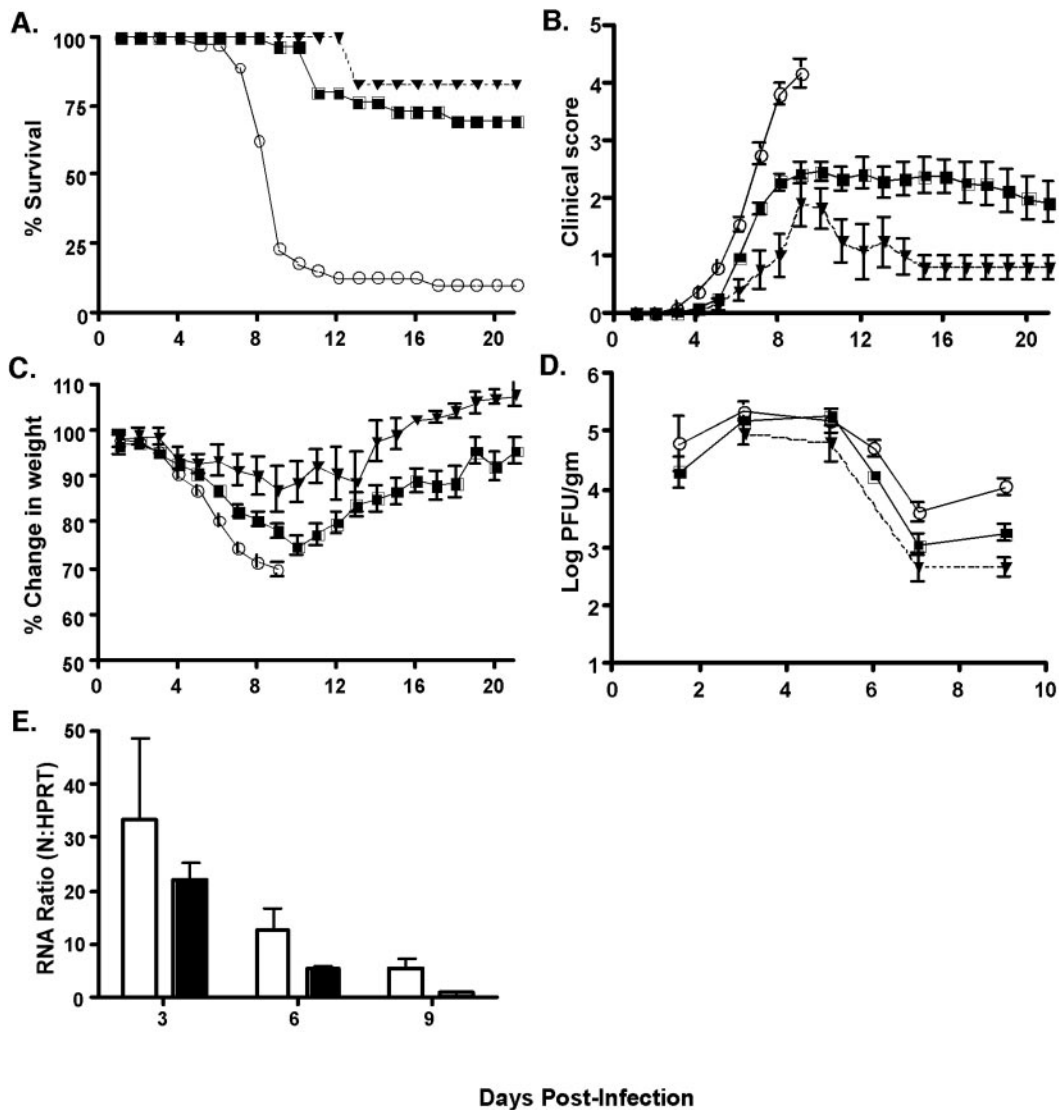 A.
% Survival
100
75
50
25
0
0 4 8 12 16 20
B.
Clinical score
5
4
3
2
1
0
0 4 8 12 16 20
C.
% Change in weight
110
100
90
80
70
60
50
0 4 8 12 16 20
D.
Log PFU/gm
6
5
4
3
2
1
0 2 4 6 8 10
E.
RNA Ratio (N:HPRT)
50
40
30
20
10
0
3 6 9
Days Post-Infection